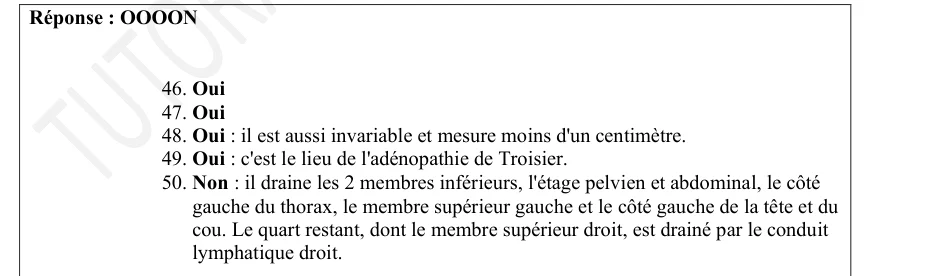 Réponse : OOOON
46. Oui
47. Oui
48. Oui : il est aussi invariable et mesure moins d'un centimètre.
49. Oui : c'est le lieu de l'adénopathie de Troisier.
50. Non : il draine les 2 membres inférieurs, l'étage pelvien et abdominal, le côté
gauche du thorax, le membre supérieur gauche et le côté gauche de la tête et du
cou. Le quart restant, dont le membre supérieur droit, est drainé par le conduit
lymphatique droit.